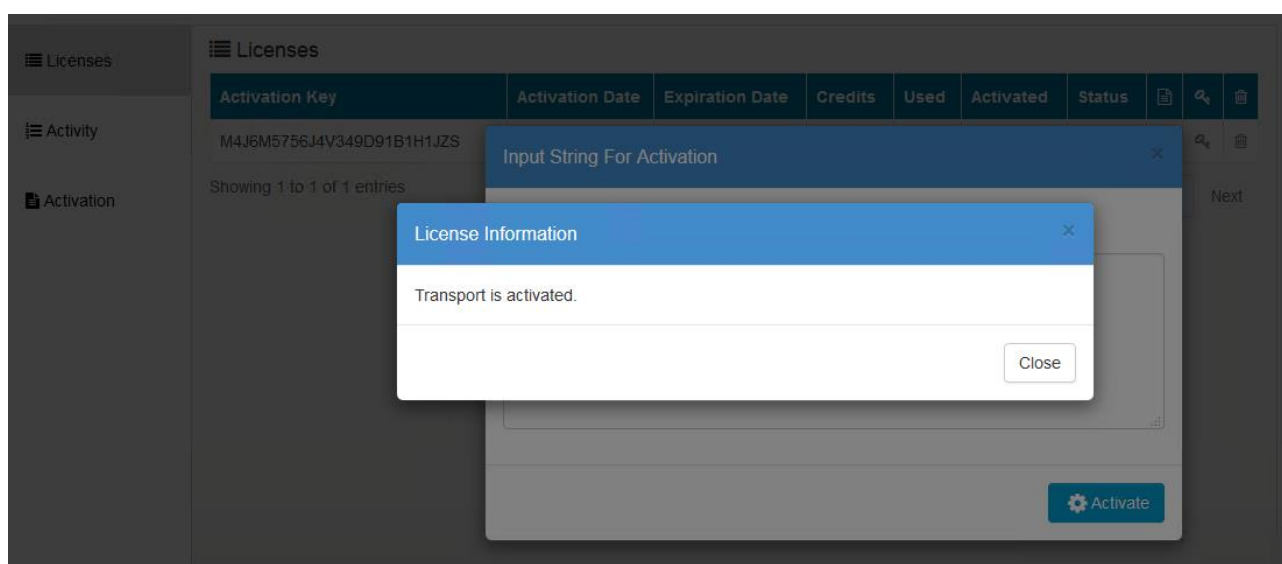 Licenses
Activity
Activation
Licenses
Activation Key Activation Date Expiration Date Credits Used Activated Status
M4J6M5756J4V349D91B1H1JZS
Showing 1 to 1 of 1 entries
Next
Input String For Activation ×
License Information ×
Transport is activated.
Close
Activate